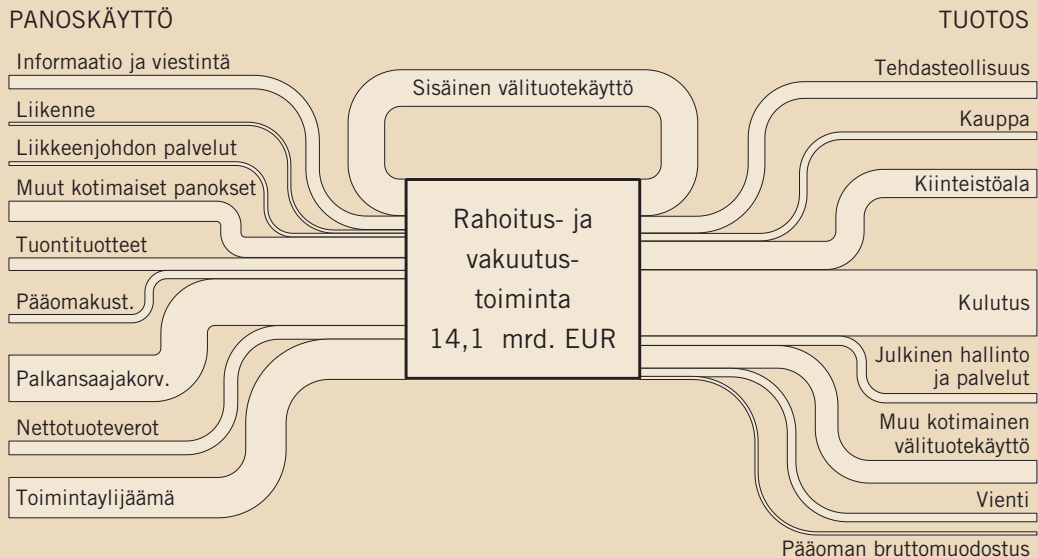 PANOSKÄYTTÖ
Informaatio ja viestintä
Liikenne
Liikkeenjohdon palvelut
Muut kotimaiset panokset
Tuontituotteet
Pääomakust.
Palkansaajakorv.
Nettotuoteverot
Toimintaylijäämä
Sisäinen välituotekäyttö
Rahoitus- ja
vakuutus-
toiminta
14,1 mrd. EUR
TUOTOS
Tehdasteollisuus
Kauppa
Kiinteistöala
Kulutus
Julkinen hallinto
ja palvelut
Muu kotimainen
välituotekäyttö
Vienti
Pääoman bruttomuodostus